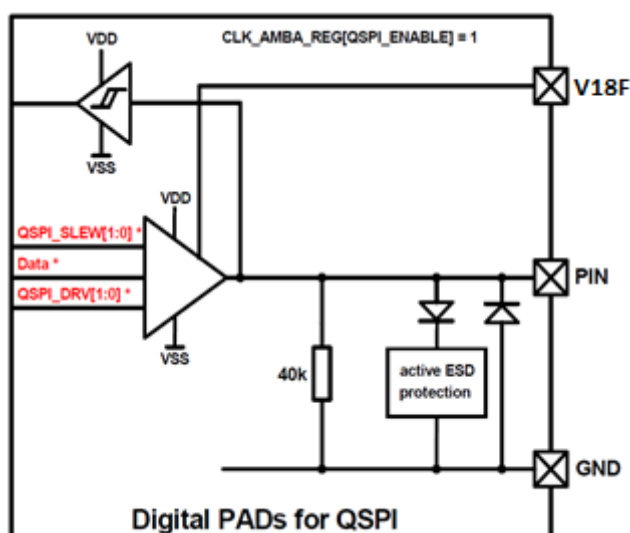 VDD
CLK_AMBA_REG[QSPI_ENABLE] = 1
V18F
VSS
VDD
QSPI_SLEW[1:0] *
Data *
PIN
QSPI_DRV[1:0] *
VSS
40k
active ESD
protection
GND
Digital PADs for QSPI